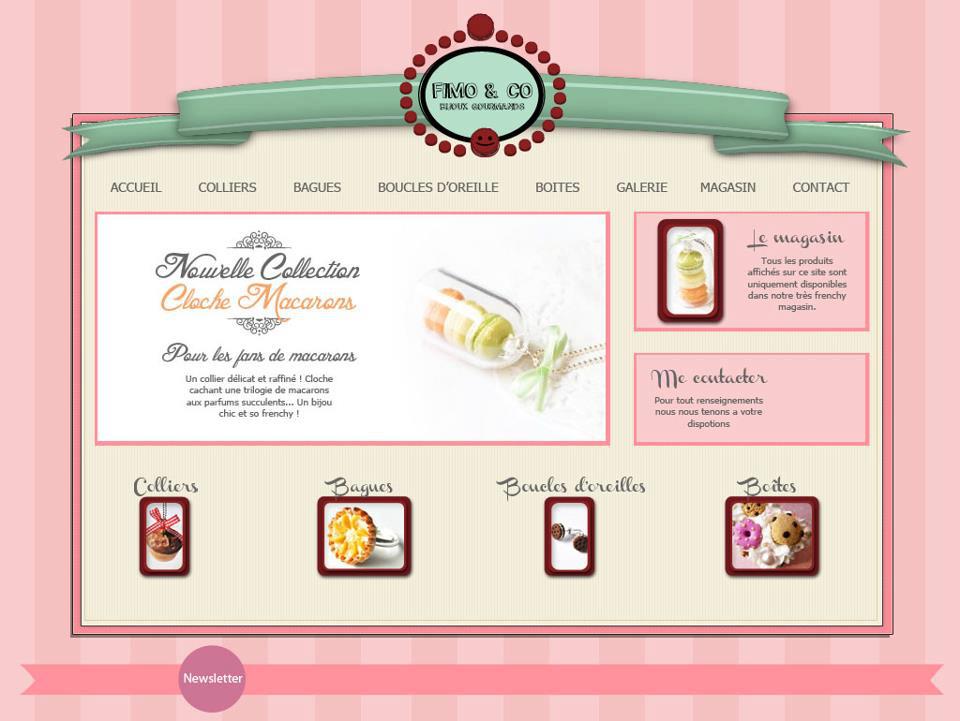 FIMO & CO
BIJOUX GOURMANDS
ACCUEIL COLLIERS BAGUES BOUCLES D'OREILLE BOITES GALERIE MAGASIN CONTACT
Nouvelle Collection
Cloche Macarons
Pour les fans de macarons
Un collier délicat et raffiné ! Cloche
cachant une trilogie de macarons
aux parfums succulents... Un bijou
chic et so frenchy !
Le magasin
Tous les produits
affichés sur ce site sont
uniquement disponibles
dans notre très frenchy
magasin.
Me contacter
Pour tout renseignements
nous nous tenons a votre
dispotions
Colliers
Bagues
Boucles d'oreilles
Boîtes
Newsletter